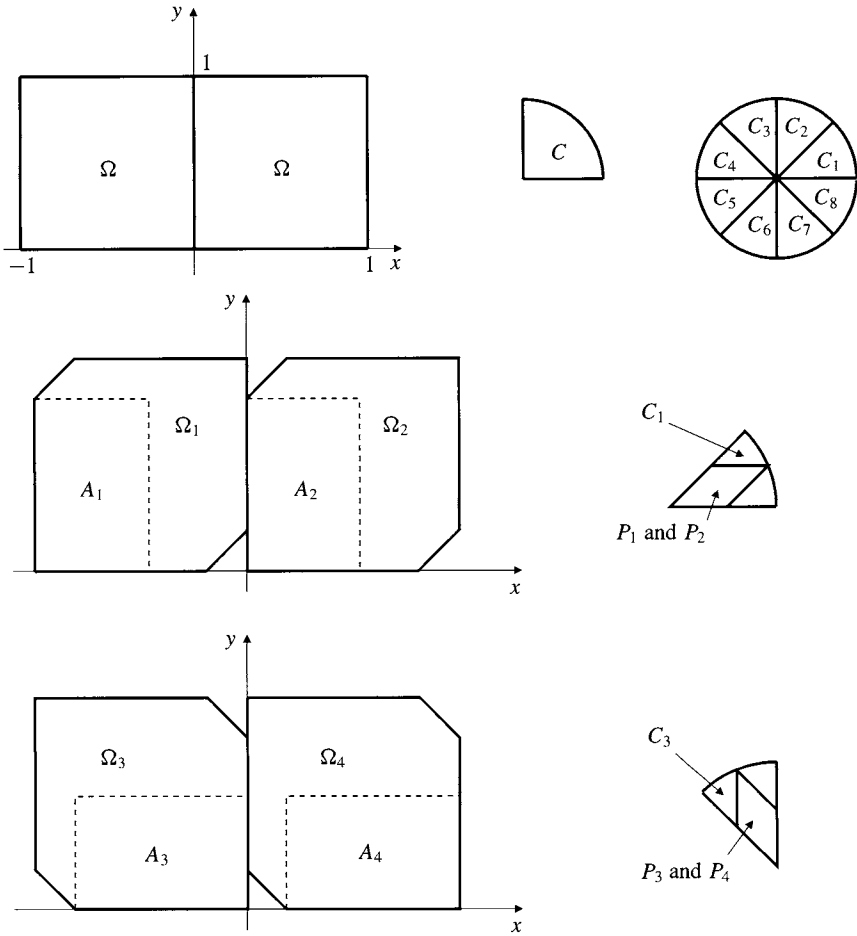 y
1
Ω Ω
−1 1 x
C
C3 C2
C4 C1
C5 C8
C6 C7
y
Ω1 Ω2
A1 A2
x
C1
P1 and P2
y
Ω3 Ω4
A3 A4
x
C3
P3 and P4